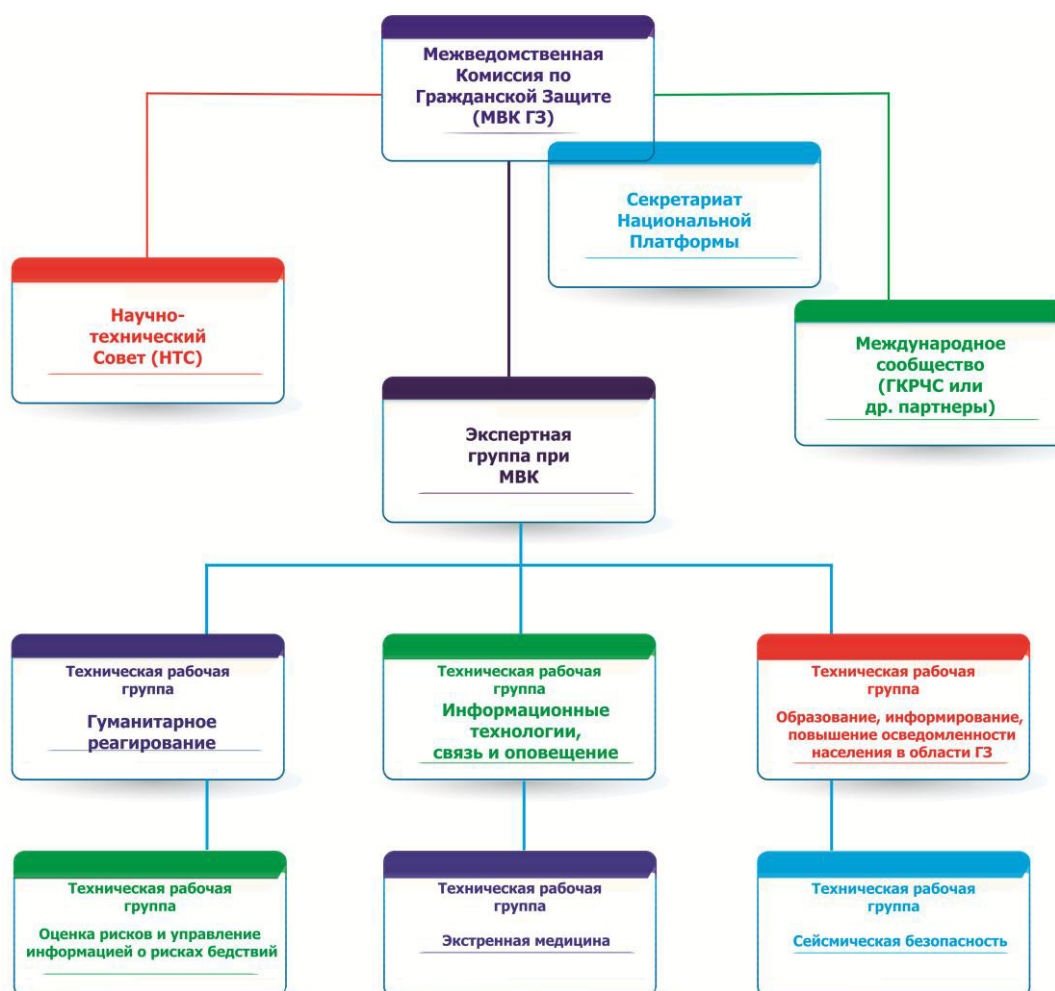 Межведомственная
Комиссия по
Гражданской Защите
(МВК ГЗ)
Секретариат
Национальной
Платформы
Научно-
технический
Совет (НТС)
Международное
сообщество
(ГКРЧС или
др. партнеры)
Экспертная
группа при
МВК
Техническая рабочая
группа
Гуманитарное
реагирование
Техническая рабочая
группа
Информационные
технологии,
связь и оповещение
Техническая рабочая
группа
Образование, информирование,
повышение осведомленности
населения в области ГЗ
Техническая рабочая
группа
Оценка рисков и управление
информацией о рисках бедствий
Техническая рабочая
группа
Экстренная медицина
Техническая рабочая
группа
Сейсмическая безопасность